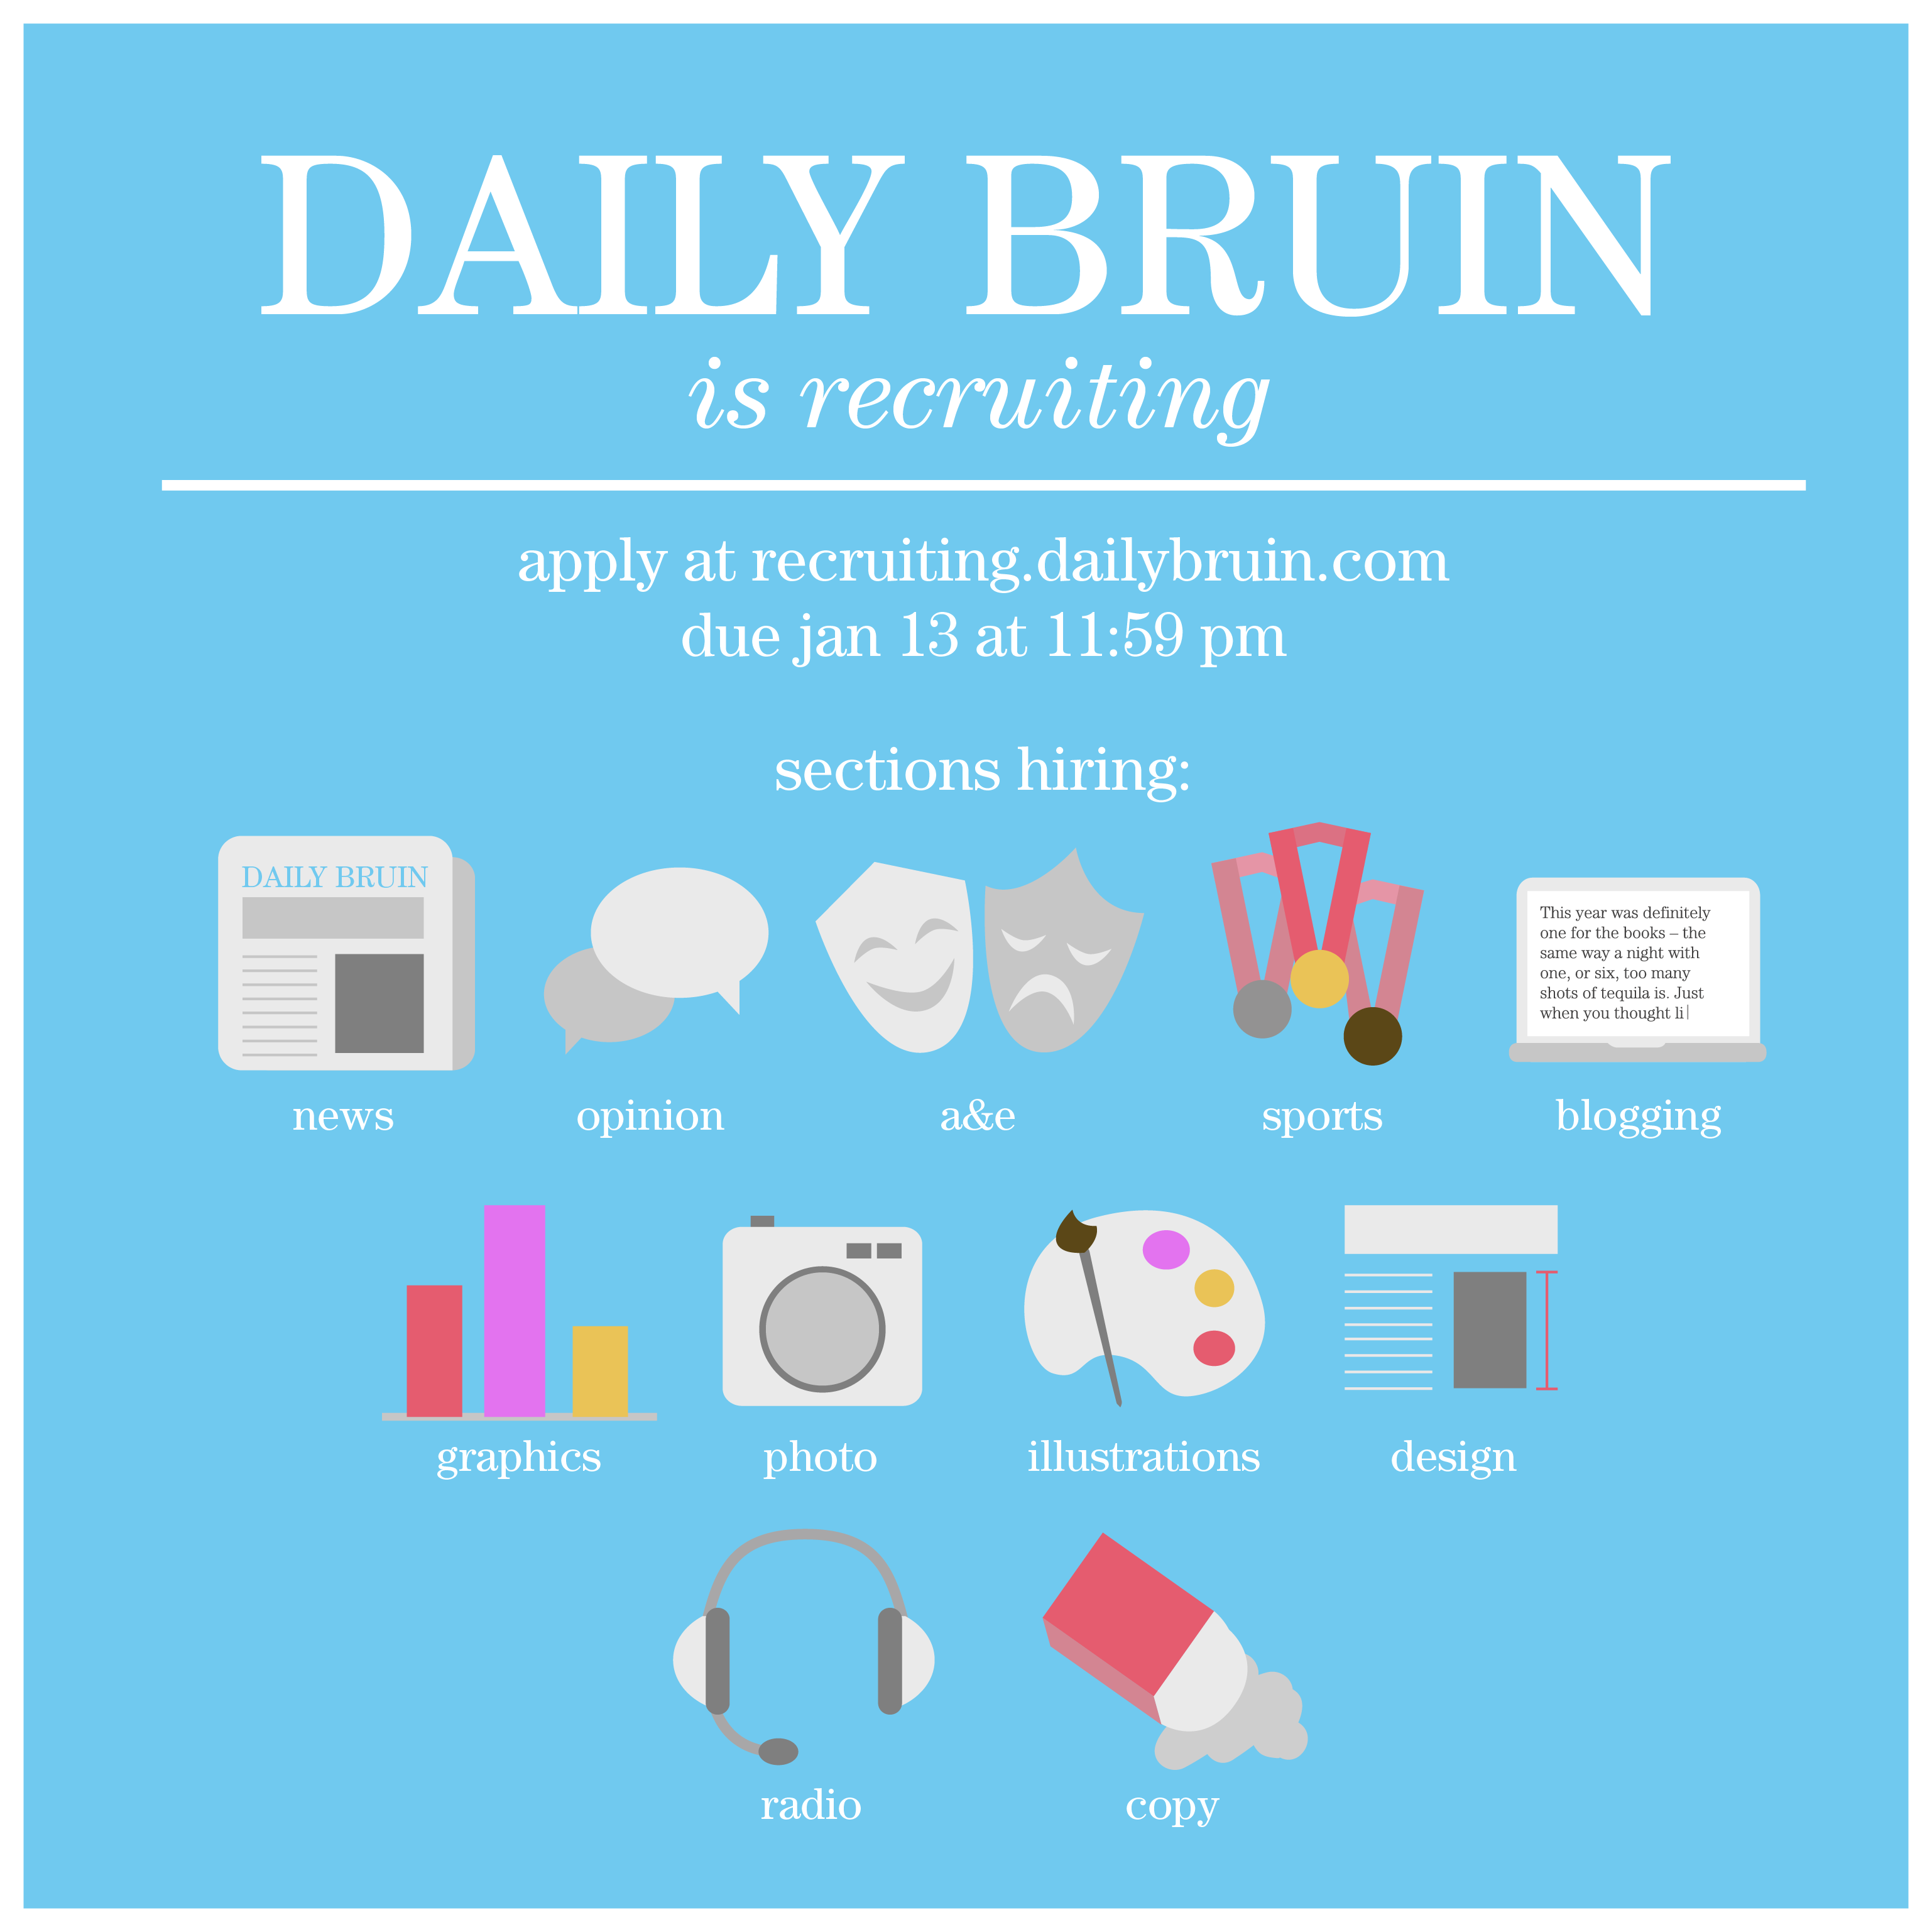 DAILY BRUIN
is recruiting
apply at recruiting.dailybruin.com
due jan 13 at 11:59 pm
sections hiring:
DAILY BRUIN
This year was definitely
one for the books – the
same way a night with
one, or six, too many
shots of tequila is. Just
when you thought li
news
opinion
a&e
sports
blogging
graphics
photo
illustrations
design
radio
copy